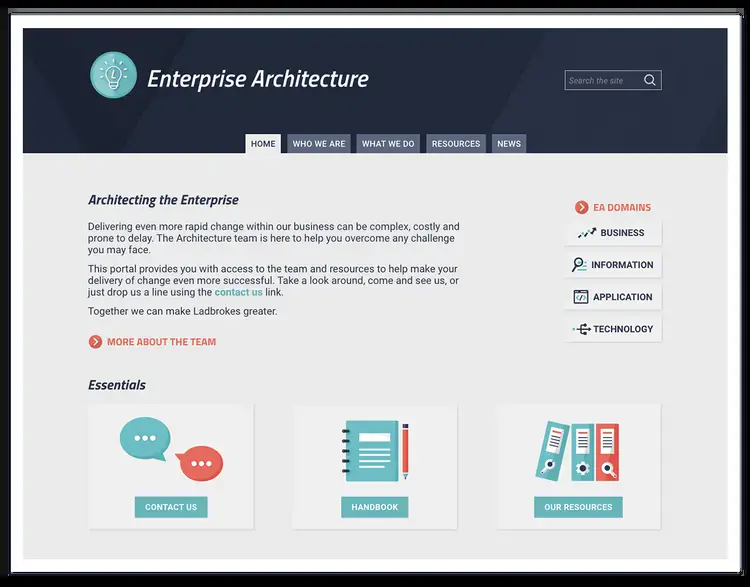 L
Enterprise Architecture
Search the site
HOME
WHO WE ARE
WHAT WE DO
RESOURCES
NEWS
Architecting the Enterprise
Delivering even more rapid change within our business can be complex, costly and
prone to delay. The Architecture team is here to help you overcome any challenge
you may face.
This portal provides you with access to the team and resources to help make your
delivery of change even more successful. Take a look around, come and see us, or
just drop us a line using the contact us link.
Together we can make Ladbrokes greater.
MORE ABOUT THE TEAM
EA DOMAINS
BUSINESS
INFORMATION
APPLICATION
TECHNOLOGY
Essentials
CONTACT US
HANDBOOK
OUR RESOURCES